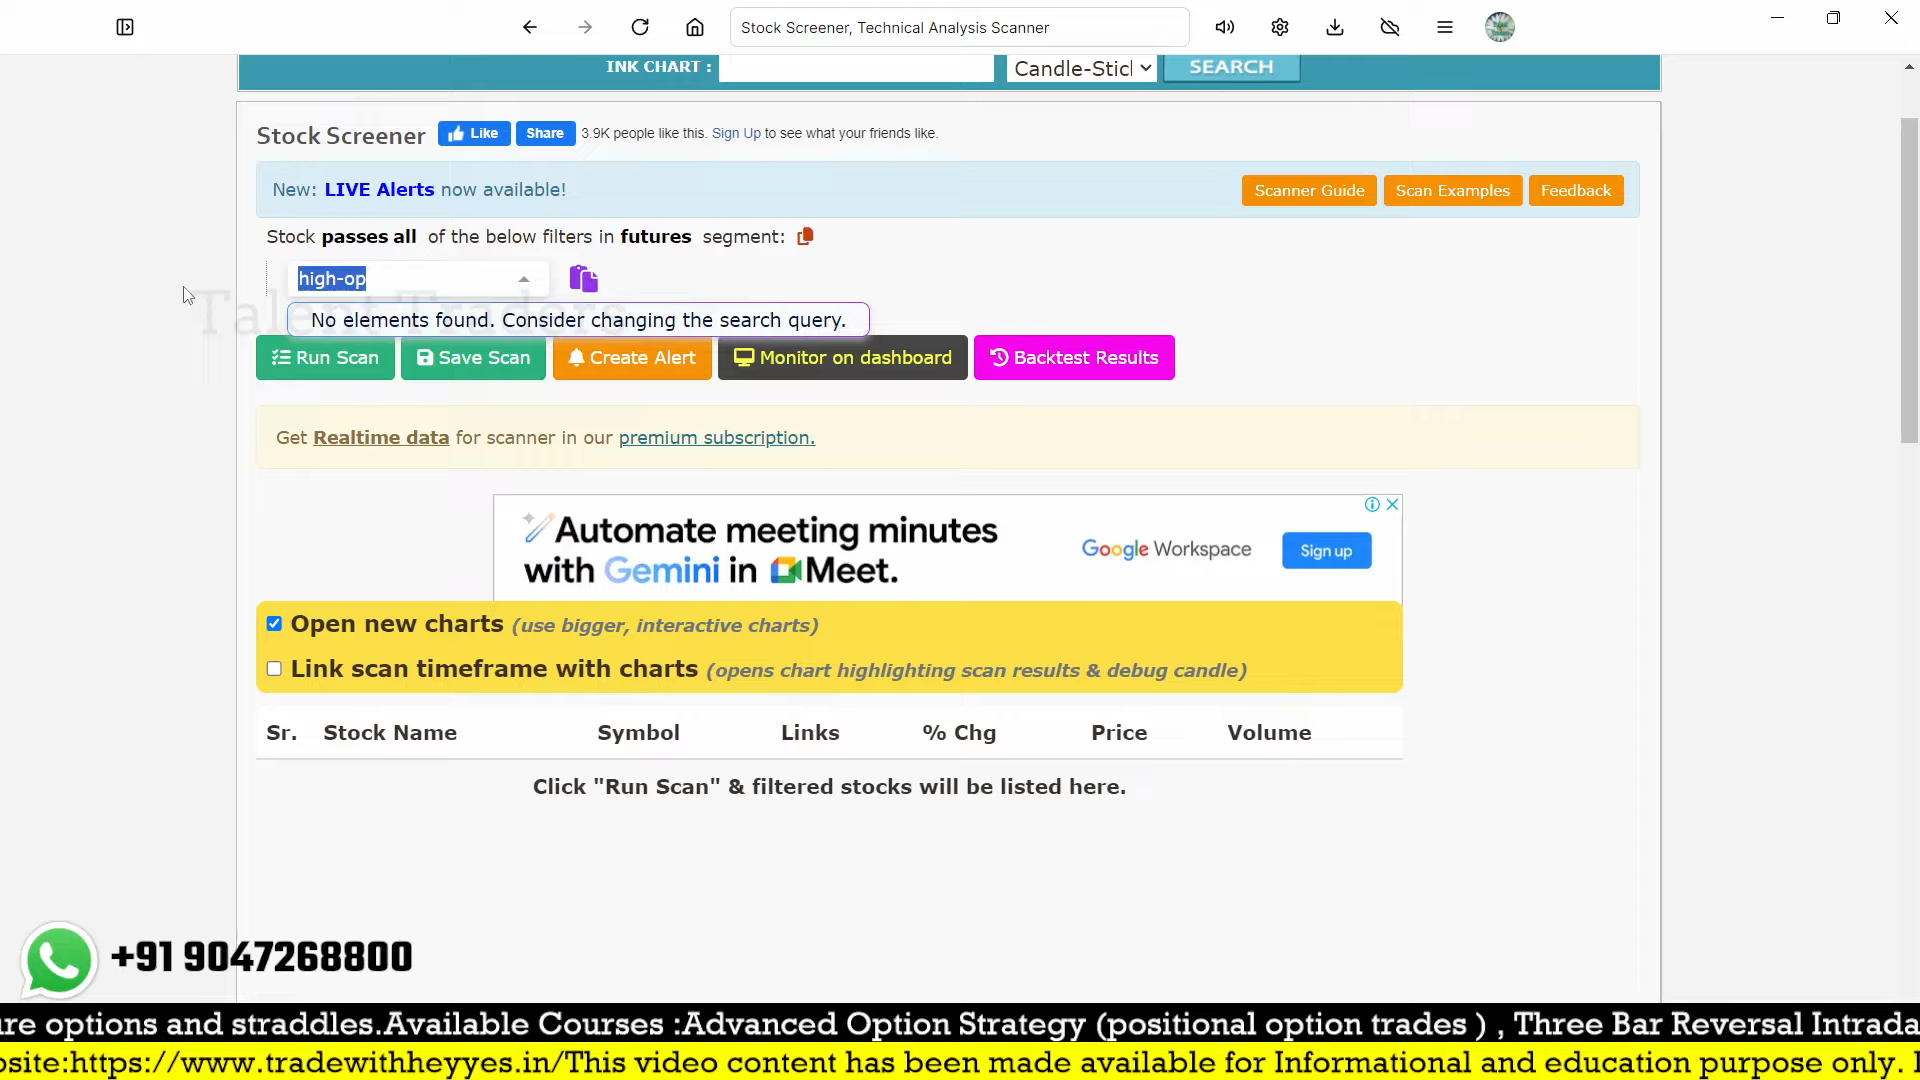 Stock Screener, Technical Analysis Scanner
INK CHART :
Candle-Stick
SEARCH
Stock Screener
Like
Share
3.9K people like this. Sign Up to see what your friends like.
New: LIVE Alerts now available!
Scanner Guide
Scan Examples
Feedback
Stock passes all of the below filters in futures segment:
high-op
Talent Traders
No elements found. Consider changing the search query.
Run Scan
Save Scan
Create Alert
Monitor on dashboard
Backtest Results
Get Realtime data for scanner in our premium subscription.
Automate meeting minutes
with Gemini in Meet.
Google Workspace
Sign up
Open new charts (use bigger, interactive charts)
Link scan timeframe with charts (opens chart highlighting scan results & debug candle)
Sr. Stock Name Symbol Links % Chg Price Volume
Click "Run Scan" & filtered stocks will be listed here.
+91 9047268800
re options and straddles.Available Courses :Advanced Option Strategy (positional option trades ) , Three Bar Reversal Intrada
osite:https://www.tradewithheyyes.in/This video content has been made available for Informational and education purpose only.